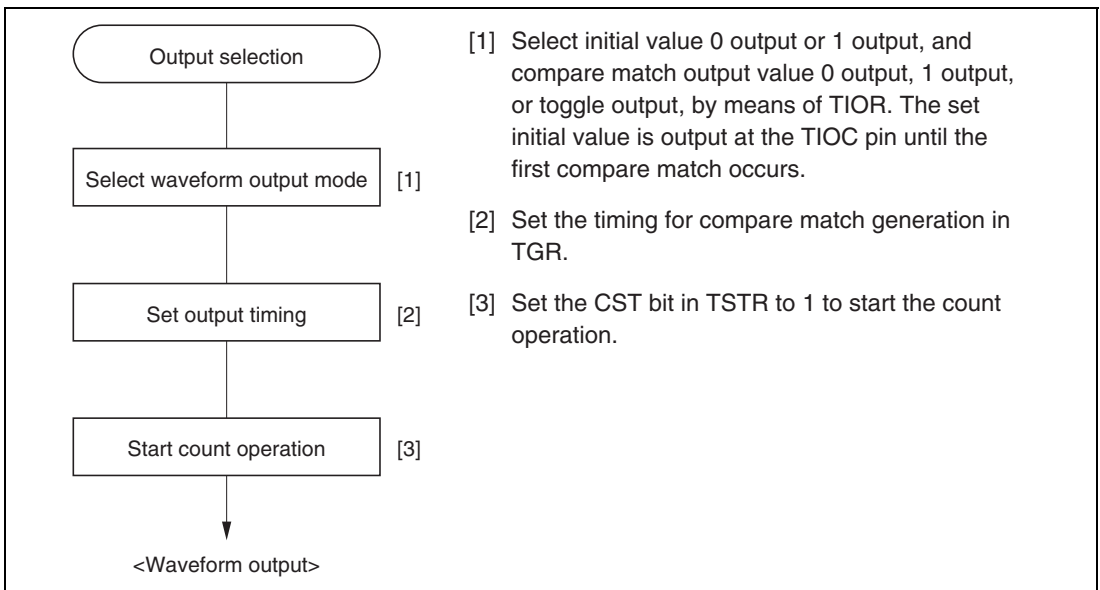 Output selection
Select waveform output mode [1]
Set output timing [2]
Start count operation [3]
<Waveform output>
[1] Select initial value 0 output or 1 output, and
compare match output value 0 output, 1 output,
or toggle output, by means of TIOR. The set
initial value is output at the TIOC pin until the
first compare match occurs.
[2] Set the timing for compare match generation in
TGR.
[3] Set the CST bit in TSTR to 1 to start the count
operation.